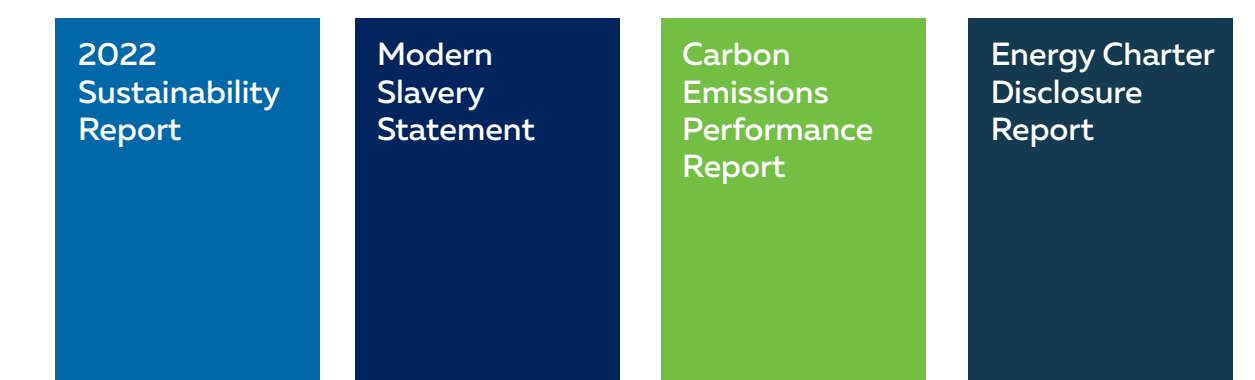 2022
Sustainability
Report
Modern
Slavery
Statement
Carbon
Emissions
Performance
Report
Energy Charter
Disclosure
Report